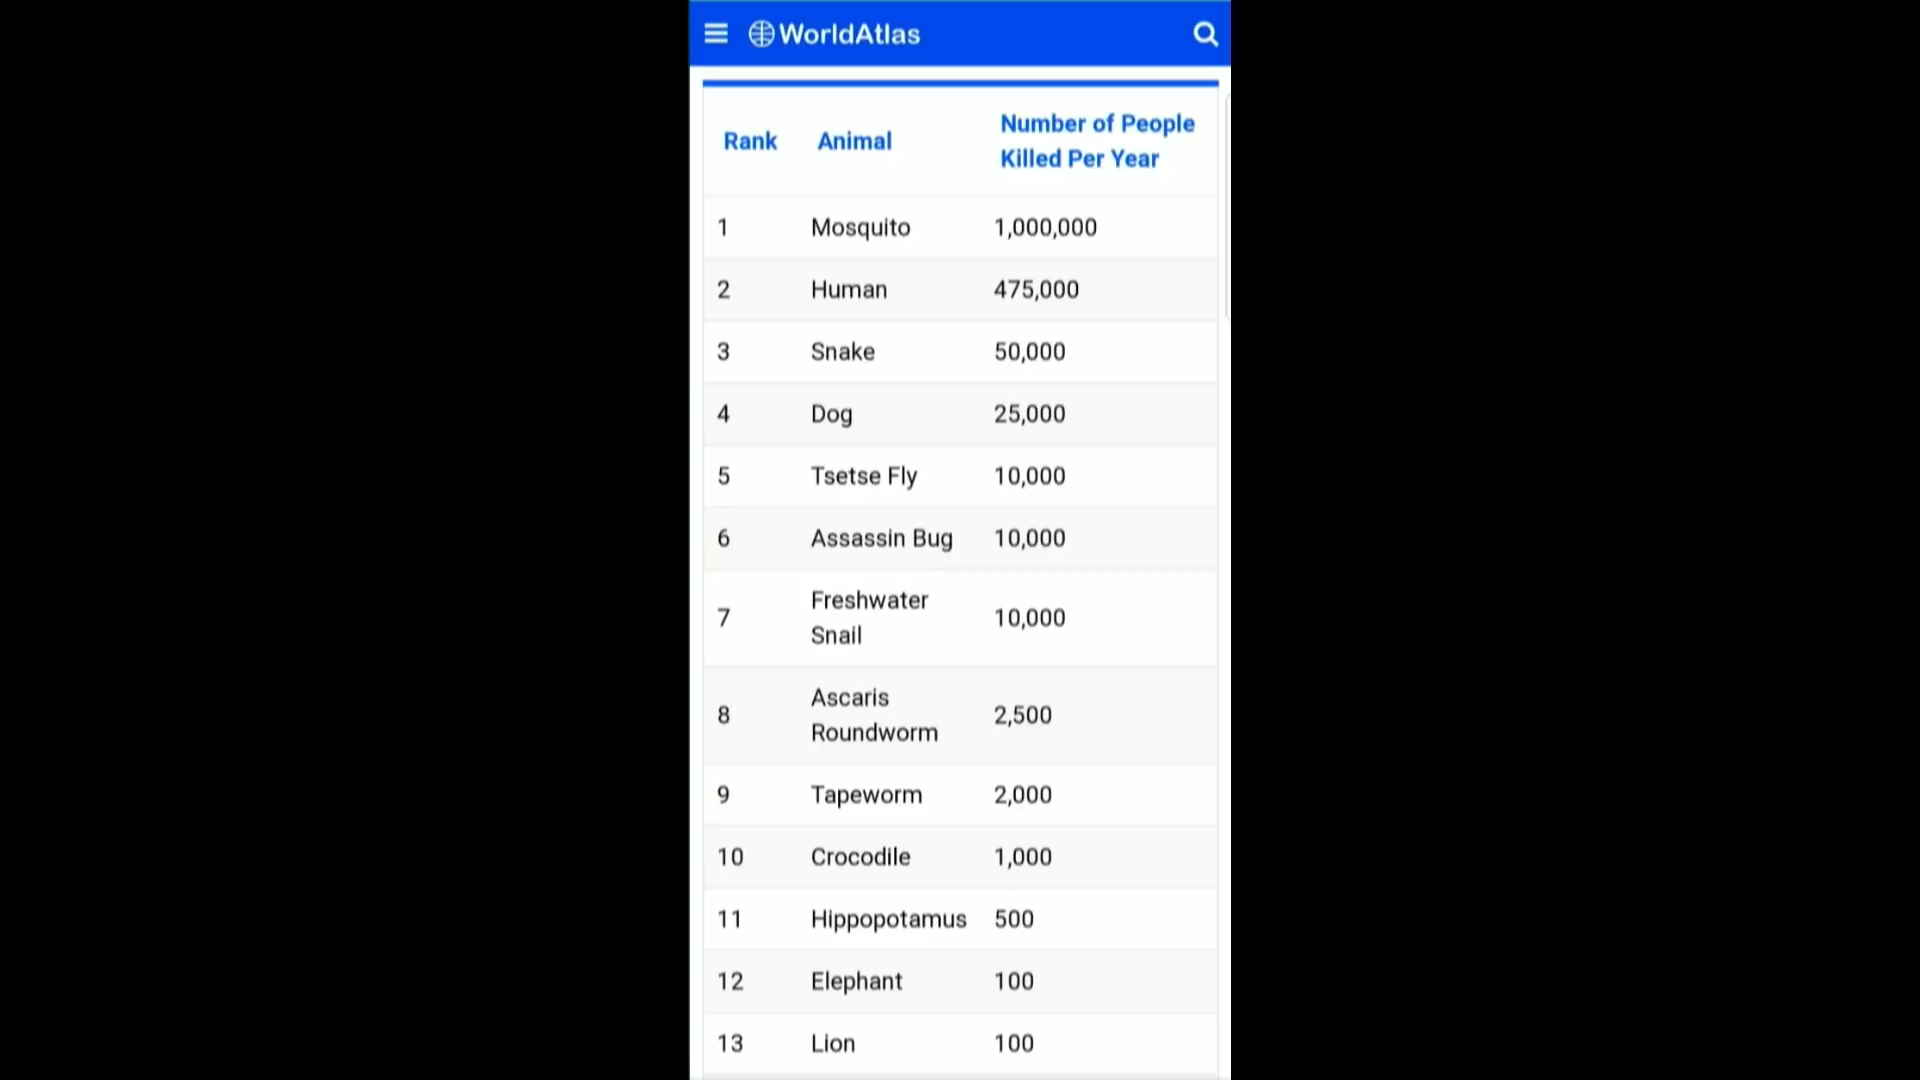 WorldAtlas
Rank Animal Number of People Killed Per Year
1 Mosquito 1,000,000
2 Human 475,000
3 Snake 50,000
4 Dog 25,000
5 Tsetse Fly 10,000
6 Assassin Bug 10,000
7 Freshwater Snail 10,000
8 Ascaris Roundworm 2,500
9 Tapeworm 2,000
10 Crocodile 1,000
11 Hippopotamus 500
12 Elephant 100
13 Lion 100